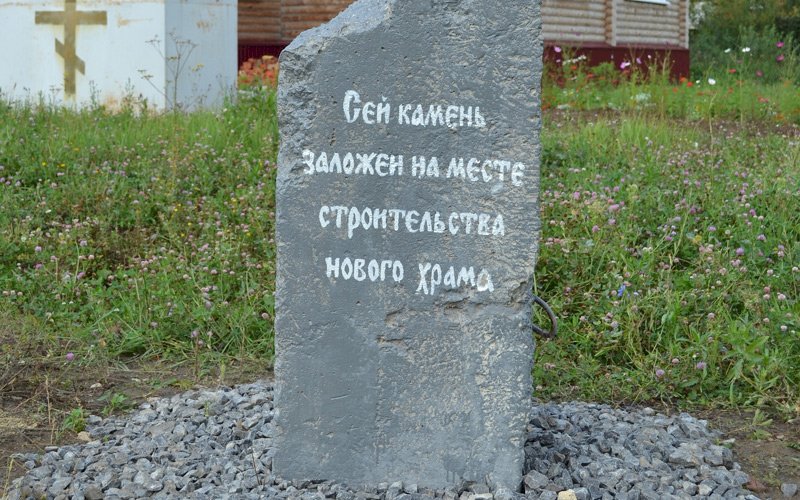 Сей камень
заложен на месте
строительства
нового храма